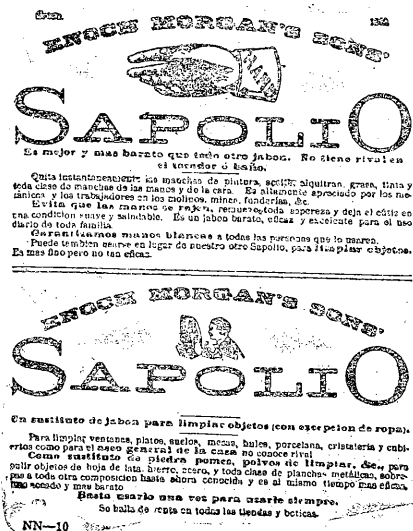 ENOCH MORGAN'S SONS'
HAND
SAPOLIO
Es mejor y mas barato que todo otro jabon. No tiene rival en
el tocador ó baño.
Quita instantaneamente las manchas de pintura, aceite, alquitran, grasa, tinta y
toda clase de manchas de las manos y de la cara. Es altamente apreciado por los me-
cánicos y los trabajadores en los molinos, minas, funderias, &c.
Evita que las manos se rajen, remueve toda aspereza y deja el cútis en
una condicion suave y saludable. Es un jabon barato, eficaz y excelente para el uso
diario de toda familia.
Garantizamos manos blancas a todas las personas que lo usaren.
Puede tambien usarse en lugar de nuestro otro Sapolio, para limpiar objetos.
Es mas fino pero no tan eficaz.
ENOCH MORGAN'S SONS'
SAPOLIO
Un sustituto de jabon para limpiar objetos (con excepcion de ropa).
Para limpiar ventanas, platos, suelos, mesas, hules, porcelana, cristaleria y cubi-
ertos como para el aseo general de la casa no conoce rival
Como sustituto de piedra pomez, polvos de limpiar, &c., para
pulir objetos de hoja de lata, hierro, acero, y toda clase de planchas metálicas, sobre-
pasa a todo otra composicion hasta ahora conocida y es al mismo tiempo mas eficaz,
mas barato
Basta usarlo una vez para usarle siempre.
So halla de venta en todas las tiendas y boticas.
NN—10